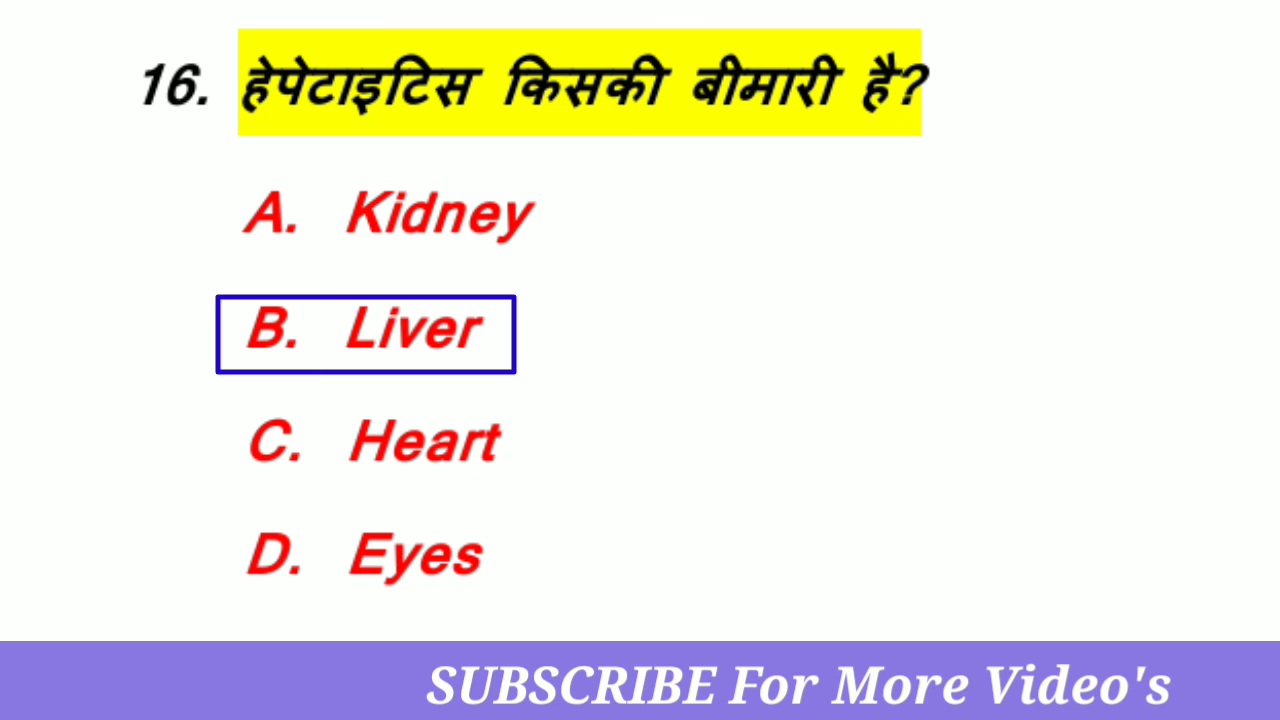 16. हेपेटाइटिस किसकी बीमारी है?
A. Kidney
B. Liver
C. Heart
D. Eyes
SUBSCRIBE For More Video's